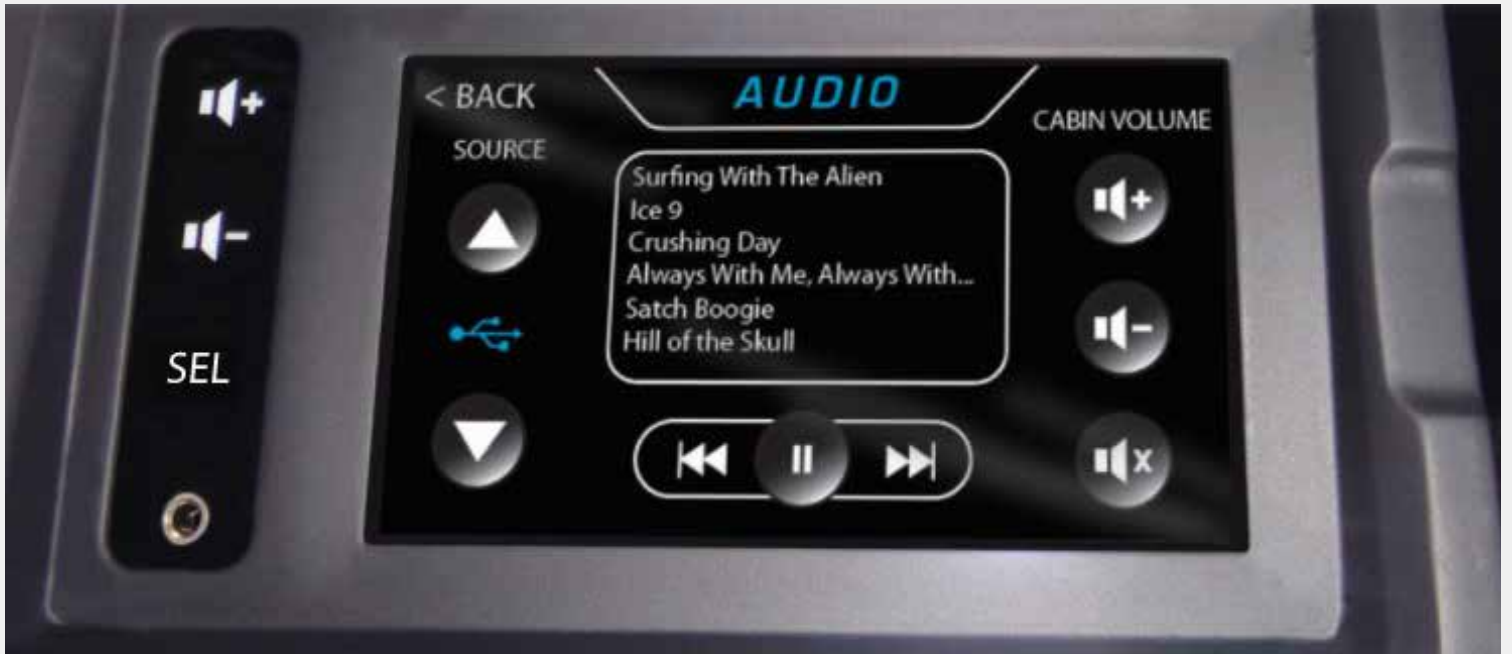 < BACK
AUDIO
CABIN VOLUME
SOURCE
Surfing With The Alien
Ice 9
Crushing Day
Always With Me, Always With...
Satch Boogie
Hill of the Skull
SEL